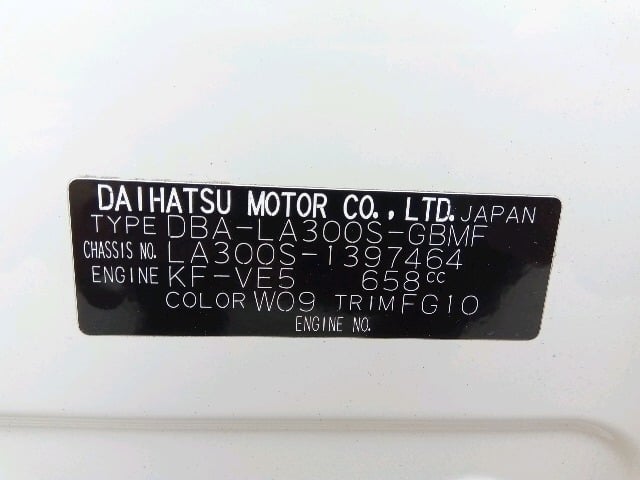 DAIHATSU MOTOR CO., LTD. JAPAN
TYPE DBA-LA300S-GBMF
CHASSIS NO. LA300S-1397464
ENGINE KF-VE5 658cc
COLOR W09 TRIM FG10
ENGINE NO.